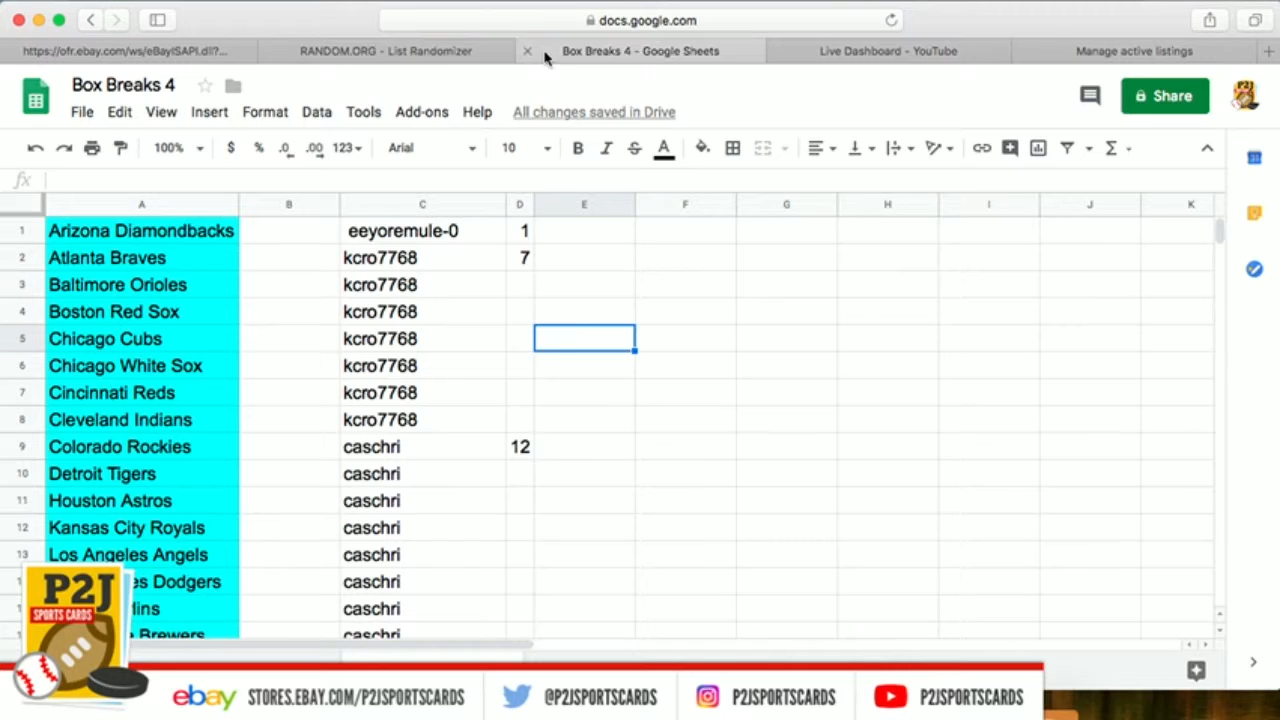 docs.google.com
https://ofr.ebay.com/ws/eBayISAPI.dll?...
RANDOM.ORG - List Randomizer
Box Breaks 4 - Google Sheets
Live Dashboard - YouTube
Manage active listings
Box Breaks 4
Share
File Edit View Insert Format Data Tools Add-ons Help All changes saved in Drive
100% $ % .0 .00 123 Arial 10 B I S A Σ
fx
A B C D E F G H I J K
1 Arizona Diamondbacks eeyoremule-0 1
2 Atlanta Braves kcro7768 7
3 Baltimore Orioles kcro7768
4 Boston Red Sox kcro7768
5 Chicago Cubs kcro7768
6 Chicago White Sox kcro7768
7 Cincinnati Reds kcro7768
8 Cleveland Indians kcro7768
9 Colorado Rockies caschri 12
10 Detroit Tigers caschri
11 Houston Astros caschri
12 Kansas City Royals caschri
13 Los Angeles Angels caschri
es Dodgers caschri
lins caschri
e Brewers caschri
P2J
SPORTS CARDS
ebay STORES.EBAY.COM/P2JSPORTSCARDS
@P2JSPORTSCARDS
P2JSPORTSCARDS
P2JSPORTSCARDS